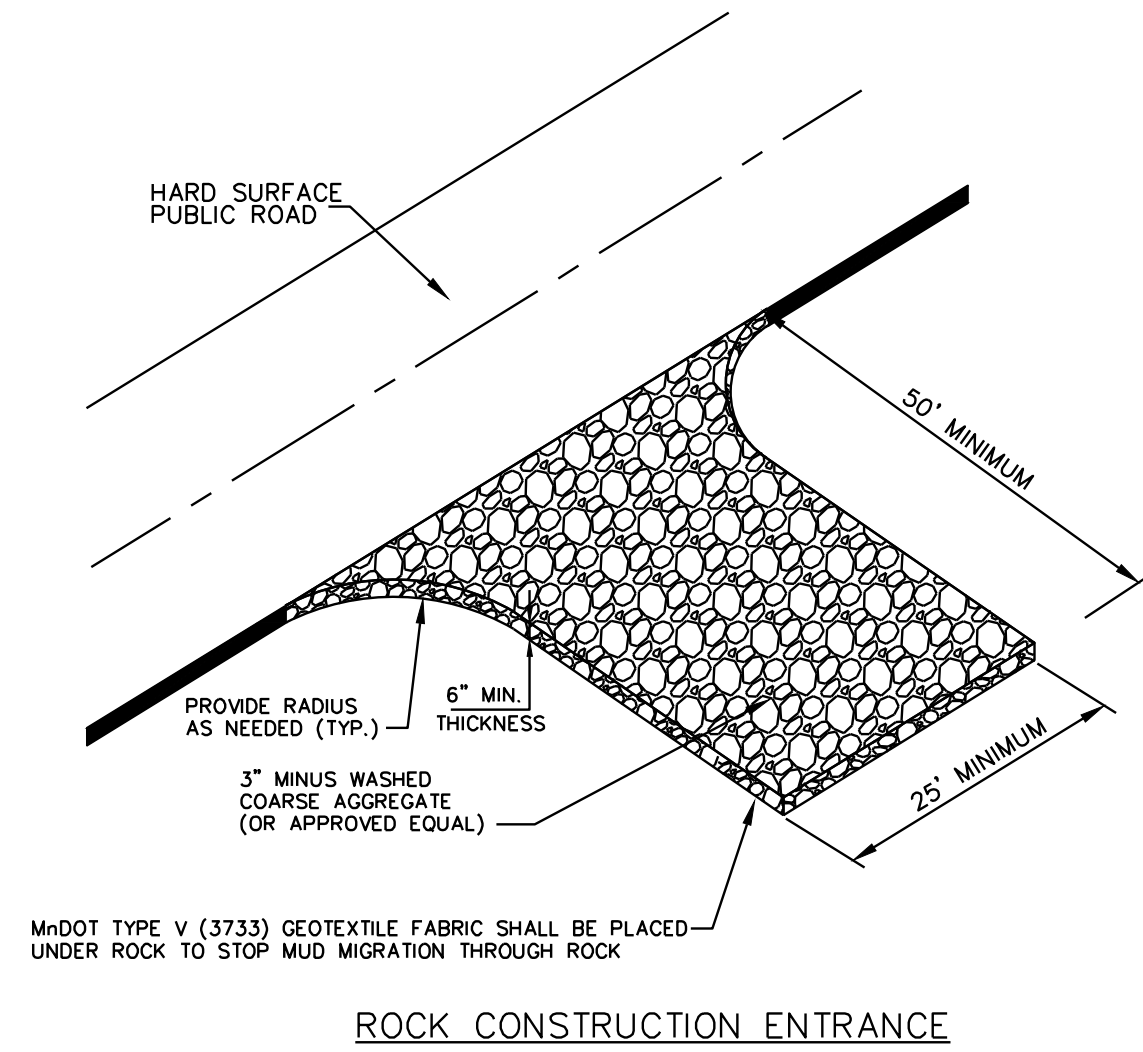 HARD SURFACE
PUBLIC ROAD
50' MINIMUM
PROVIDE RADIUS
AS NEEDED (TYP.)
6" MIN.
THICKNESS
3" MINUS WASHED
COARSE AGGREGATE
(OR APPROVED EQUAL)
25' MINIMUM
MnDOT TYPE V (3733) GEOTEXTILE FABRIC SHALL BE PLACED
UNDER ROCK TO STOP MUD MIGRATION THROUGH ROCK
ROCK CONSTRUCTION ENTRANCE